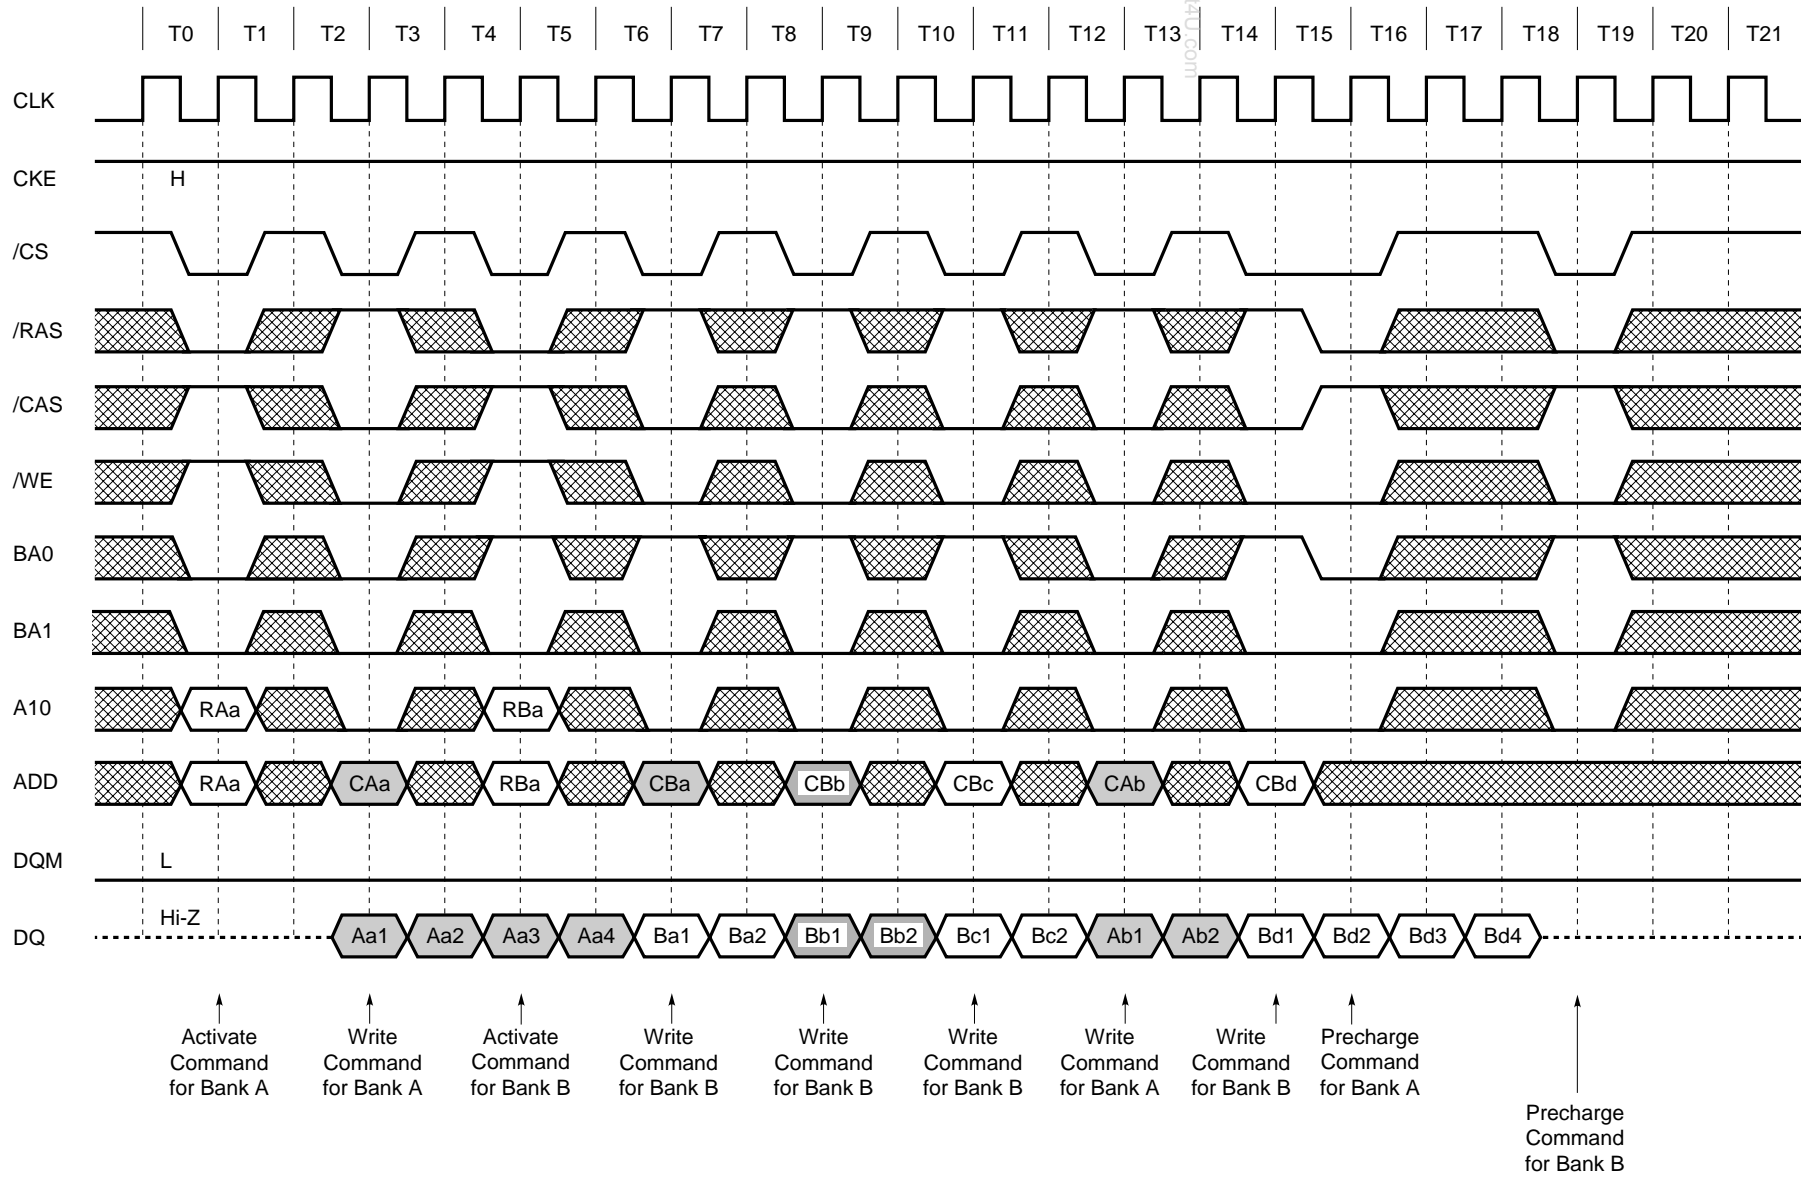 T0 T1 T2 T3 T4 T5 T6 T7 T8 T9 T10 T11 T12 T13 T14 T15 T16 T17 T18 T19 T20 T21
t4U.com
CLK
CKE H
/CS
/RAS
/CAS
/WE
BA0
BA1
A10 RAa RBa
ADD RAa CAa RBa CBa CBb CBc CAb CBd
DQM L
Hi-Z
DQ Aa1 Aa2 Aa3 Aa4 Ba1 Ba2 Bb1 Bb2 Bc1 Bc2 Ab1 Ab2 Bd1 Bd2 Bd3 Bd4
Activate
Command
for Bank A
Write
Command
for Bank A
Activate
Command
for Bank B
Write
Command
for Bank B
Write
Command
for Bank B
Write
Command
for Bank B
Write
Command
for Bank A
Write
Command
for Bank B
Precharge
Command
for Bank A
Precharge
Command
for Bank B